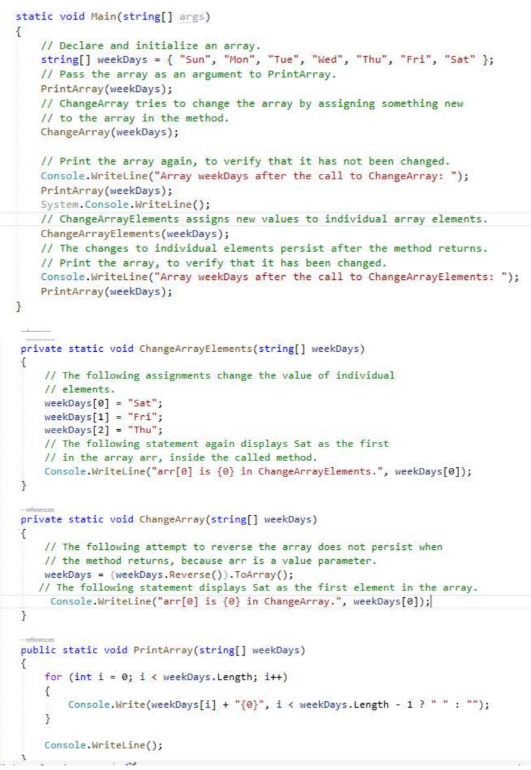 static void Main(string[] args)
{
// Declare and initialize an array.
string[] weekDays = { "Sun", "Mon", "Tue", "Wed", "Thu", "Fri", "Sat" };
// Pass the array as an argument to PrintArray.
PrintArray(weekDays);
// ChangeArray tries to change the array by assigning something new
// to the array in the method.
ChangeArray(weekDays);
// Print the array again, to verify that it has not been changed.
Console.WriteLine("Array weekDays after the call to ChangeArray: ");
PrintArray(weekDays);
System.Console.WriteLine();
// ChangeArrayElements assigns new values to individual array elements.
ChangeArrayElements(weekDays);
// The changes to individual elements persist after the method returns.
// Print the array, to verify that it has been changed.
Console.WriteLine("Array weekDays after the call to ChangeArrayElements: ");
PrintArray(weekDays);
}
private static void ChangeArrayElements(string[] weekDays)
{
// The following assignments change the value of individual
// elements.
weekDays[0] = "Sat";
weekDays[1] = "Fri";
weekDays[2] = "Thu";
// The following statement again displays Sat as the first
// in the array arr, inside the called method.
Console.WriteLine("arr[0] is {0} in ChangeArrayElements.", weekDays[0]);
}
references
private static void ChangeArray(string[] weekDays)
{
// The following attempt to reverse the array does not persist when
// the method returns, because arr is a value parameter.
weekDays = (weekDays.Reverse()).ToArray();
// The following statement displays Sat as the first element in the array.
Console.WriteLine("arr[0] is {0} in ChangeArray.", weekDays[0]);
}
references
public static void PrintArray(string[] weekDays)
{
for (int i = 0; i < weekDays.Length; i++)
{
Console.Write(weekDays[i] + "{0}", i < weekDays.Length - 1 ? " " : "");
}
Console.WriteLine();
}